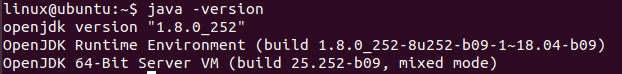 linux@ubuntu:~$ java -version
openjdk version "1.8.0_252"
OpenJDK Runtime Environment (build 1.8.0_252-8u252-b09-1~18.04-b09)
OpenJDK 64-Bit Server VM (build 25.252-b09, mixed mode)